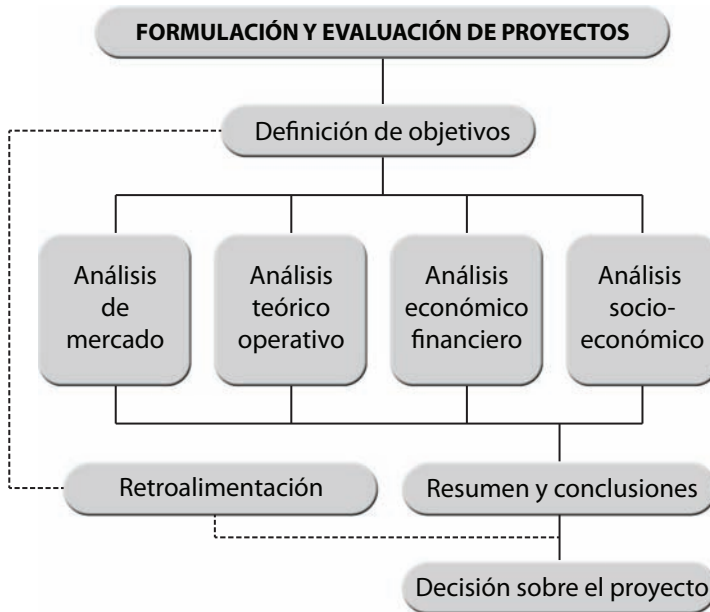 FORMULACIÓN Y EVALUACIÓN DE PROYECTOS
Definición de objetivos
Análisis
de
mercado
Análisis
teórico
operativo
Análisis
económico
financiero
Análisis
socio-
económico
Retroalimentación
Resumen y conclusiones
Decisión sobre el proyecto